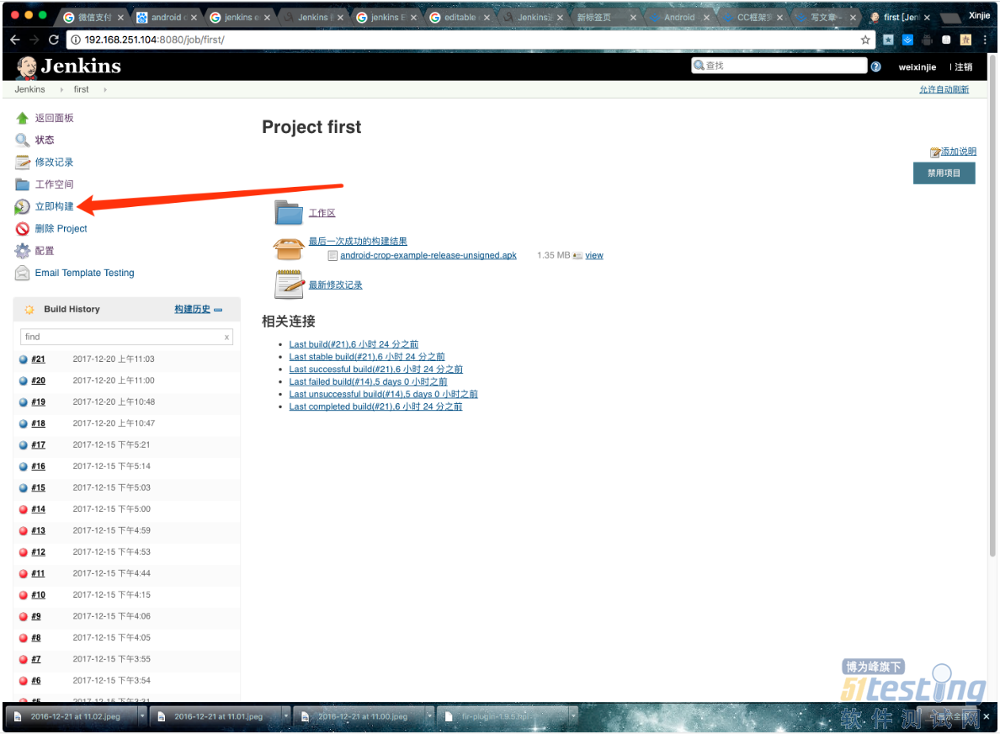 微信支付
android c
jenkins e
Jenkins
jenkins E
editable
Jenkins
新标签页
Android
CC框架
写文章 -
first [Jen
Xinjie
192.168.251.104:8080/job/first/
Jenkins
查找
weixinjie
注销
Jenkins
first
允许自动刷新
返回面板
状态
修改记录
工作空间
立即构建
删除 Project
配置
Email Template Testing
Project first
添加说明
禁用项目
工作区
最后一次成功的构建结果
android-crop-example-release-unsigned.apk 1.35 MB view
最新修改记录
相关连接
Last build(#21),6 小时 24 分之前
Last stable build(#21),6 小时 24 分之前
Last successful build(#21),6 小时 24 分之前
Last failed build(#14),5 days 0 小时之前
Last unsuccessful build(#14),5 days 0 小时之前
Last completed build(#21),6 小时 24 分之前
Build History 构建历史
find x
#21 2017-12-20 上午11:03
#20 2017-12-20 上午11:00
#19 2017-12-20 上午10:48
#18 2017-12-20 上午10:47
#17 2017-12-15 下午5:21
#16 2017-12-15 下午5:14
#15 2017-12-15 下午5:03
#14 2017-12-15 下午5:00
#13 2017-12-15 下午4:59
#12 2017-12-15 下午4:53
#11 2017-12-15 下午4:44
#10 2017-12-15 下午4:15
#9 2017-12-15 下午4:06
#8 2017-12-15 下午4:05
#7 2017-12-15 下午3:55
#6 2017-12-15 下午3:54
#5 2017-12-15 下午3:31
博为峰旗下
51testing
软件测试网
2016-12-21 at 11.02.jpeg
2016-12-21 at 11.01.jpeg
2016-12-21 at 11.00.jpeg
fir-plugin-1.9.5.hpi